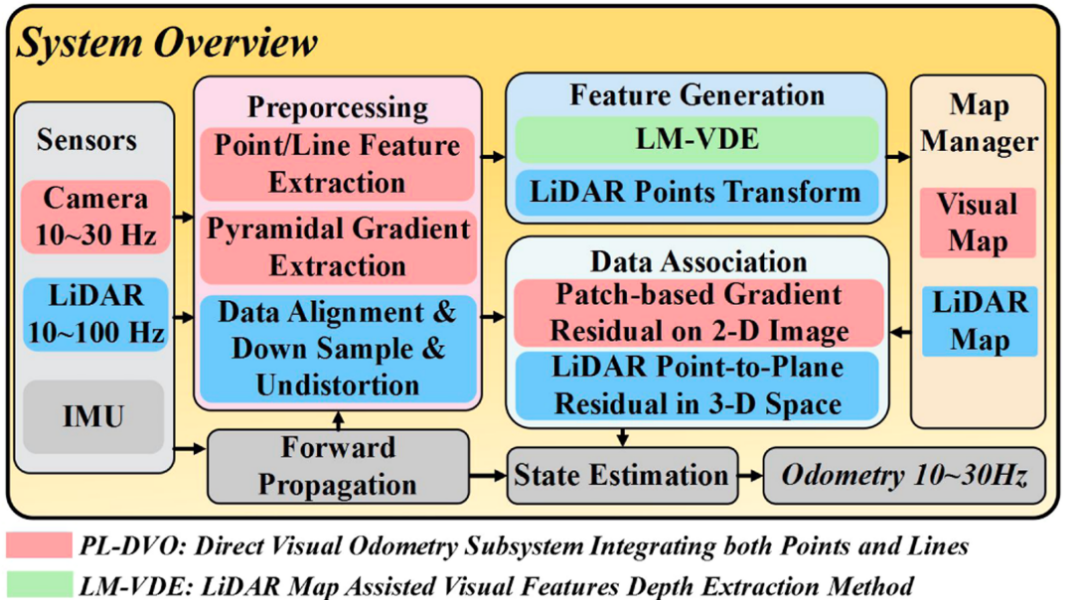 System Overview
Sensors
Camera
10~30 Hz
LiDAR
10~100 Hz
IMU
Preporcessing
Point/Line Feature
Extraction
Pyramidal Gradient
Extraction
Data Alignment &
Down Sample &
Undistortion
Forward
Propagation
Feature Generation
LM-VDE
LiDAR Points Transform
Data Association
Patch-based Gradient
Residual on 2-D Image
LiDAR Point-to-Plane
Residual in 3-D Space
State Estimation
Map
Manager
Visual
Map
LiDAR
Map
Odometry 10~30Hz
PL-DVO: Direct Visual Odometry Subsystem Integrating both Points and Lines
LM-VDE: LiDAR Map Assisted Visual Features Depth Extraction Method